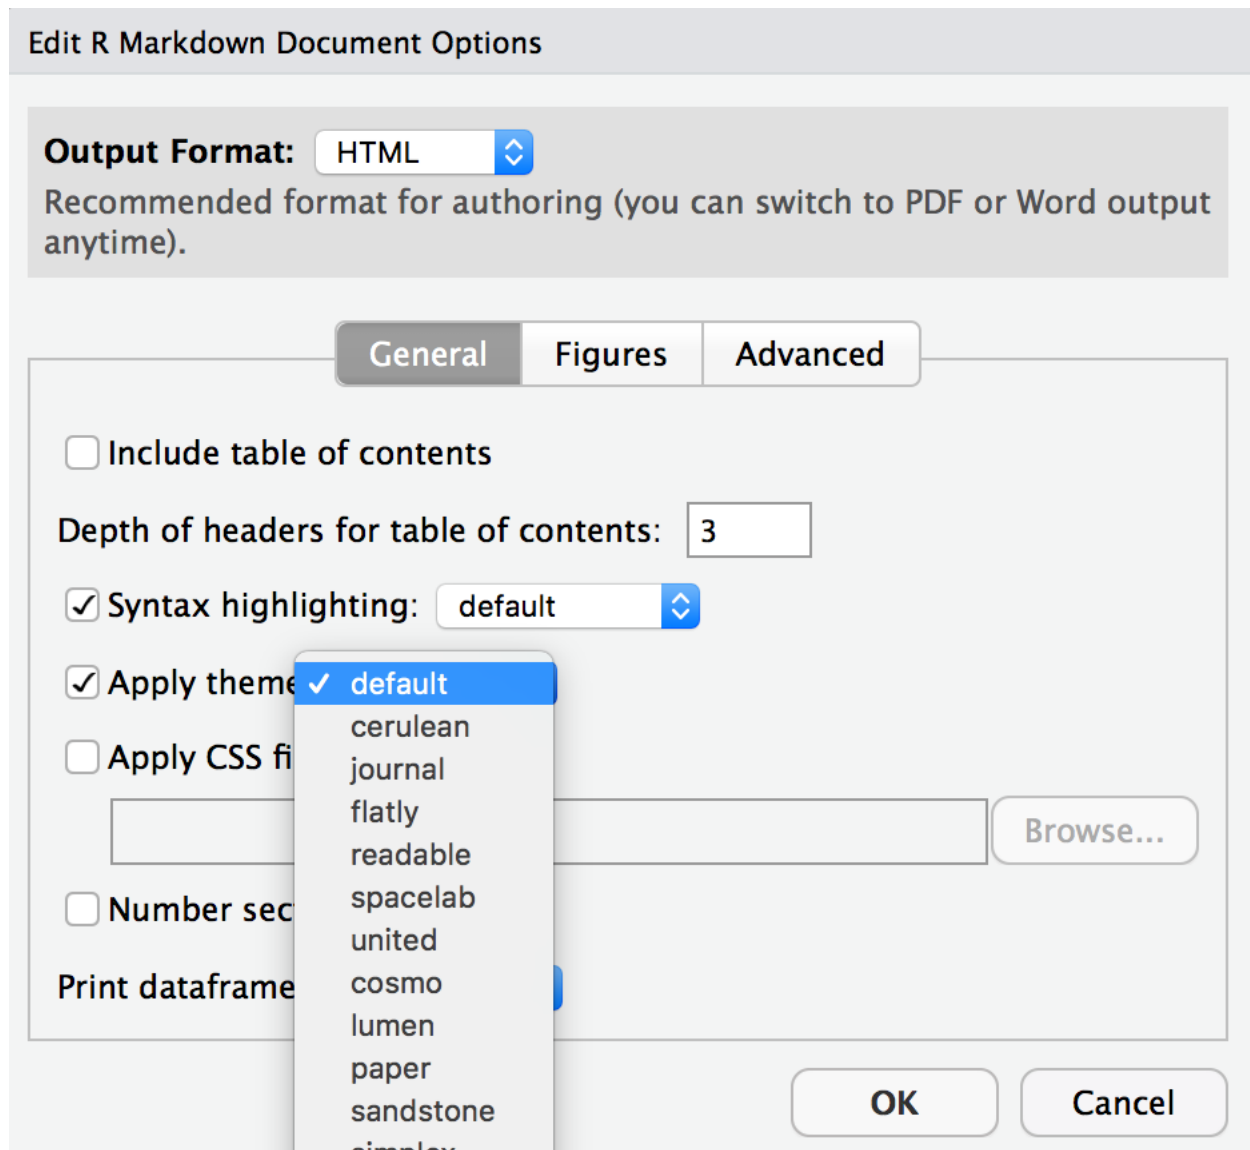 Edit R Markdown Document Options
Output Format: HTML
Recommended format for authoring (you can switch to PDF or Word output
anytime).
General Figures Advanced
Include table of contents
Depth of headers for table of contents: 3
Syntax highlighting: default
Apply theme
default
cerulean
Apply CSS
journal
flatly
readable
Browse...
spacelab
Number
united
Print dataframe
cosmo
lumen
paper
sandstone
OK Cancel